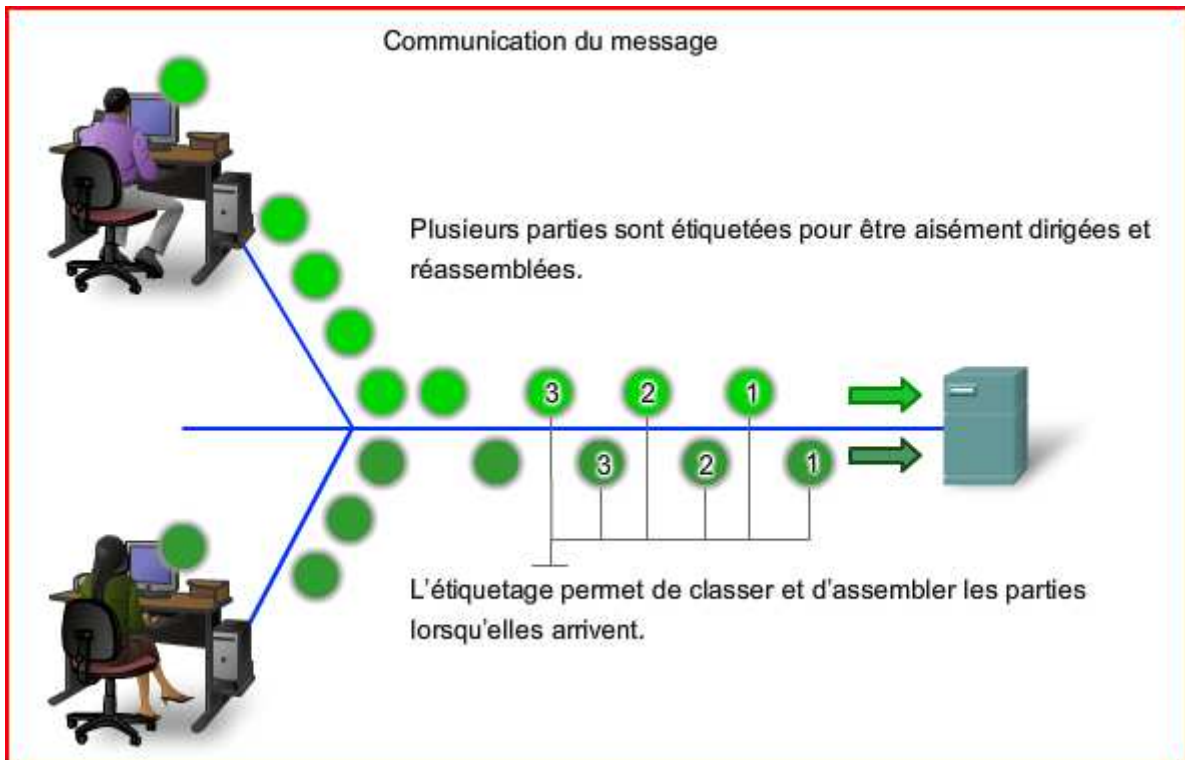 Communication du message
Plusieurs parties sont étiquetées pour être aisément dirigées et
réassemblées.
3 2 1
3 2 1
L'étiquetage permet de classer et d'assembler les parties
lorsqu'elles arrivent.